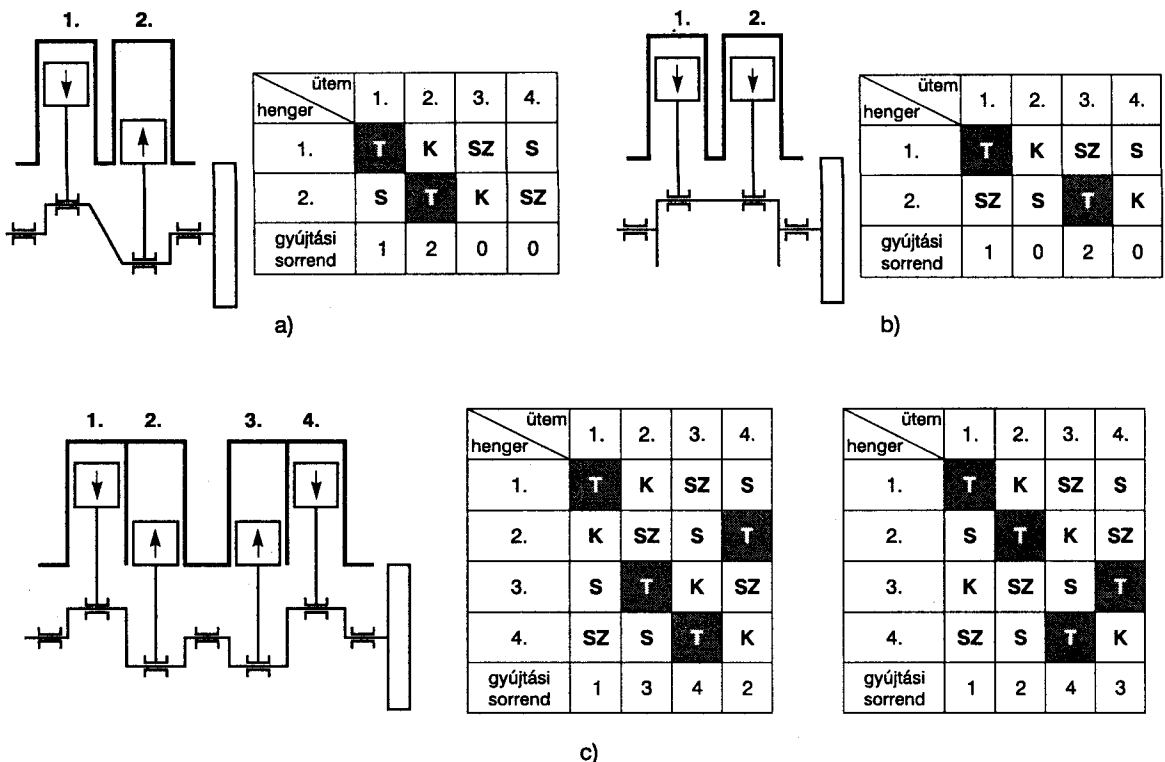 1. 2.
ütem
henger
1. 2. 3. 4.
1. T K SZ S
2. S T K SZ
gyújtási
sorrend
1 2 0 0
a)
1. 2.
ütem
henger
1. 2. 3. 4.
1. T K SZ S
2. SZ S T K
gyújtási
sorrend
1 0 2 0
b)
1. 2. 3. 4.
ütem
henger
1. 2. 3. 4.
1. T K SZ S
2. K SZ S T
3. S T K SZ
4. SZ S T K
gyújtási
sorrend
1 3 4 2
ütem
henger
1. 2. 3. 4.
1. T K SZ S
2. S T K SZ
3. K SZ S T
4. SZ S T K
gyújtási
sorrend
1 2 4 3
c)